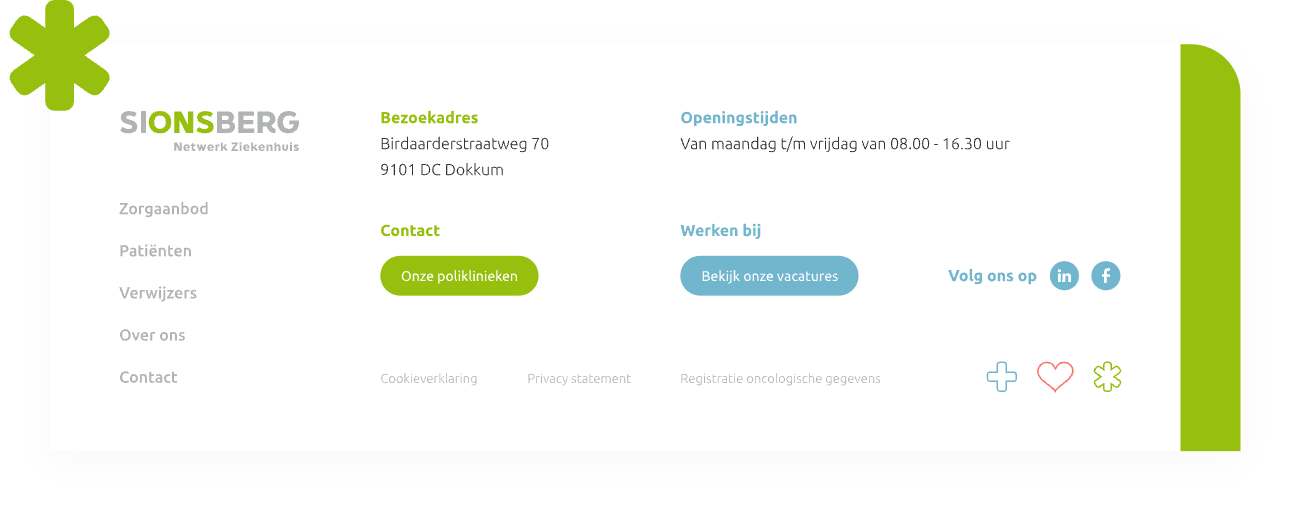 SIONSBERG
Netwerk Ziekenhuis
Zorgaanbod
Patiënten
Verwijzers
Over ons
Contact
Bezoekadres
Birdaarderstraatweg 70
9101 DC Dokkum
Openingstijden
Van maandag t/m vrijdag van 08.00 - 16.30 uur
Contact
Onze poliklinieken
Werken bij
Bekijk onze vacatures
Volg ons op
Cookieverklaring
Privacy statement
Registratie oncologische gegevens